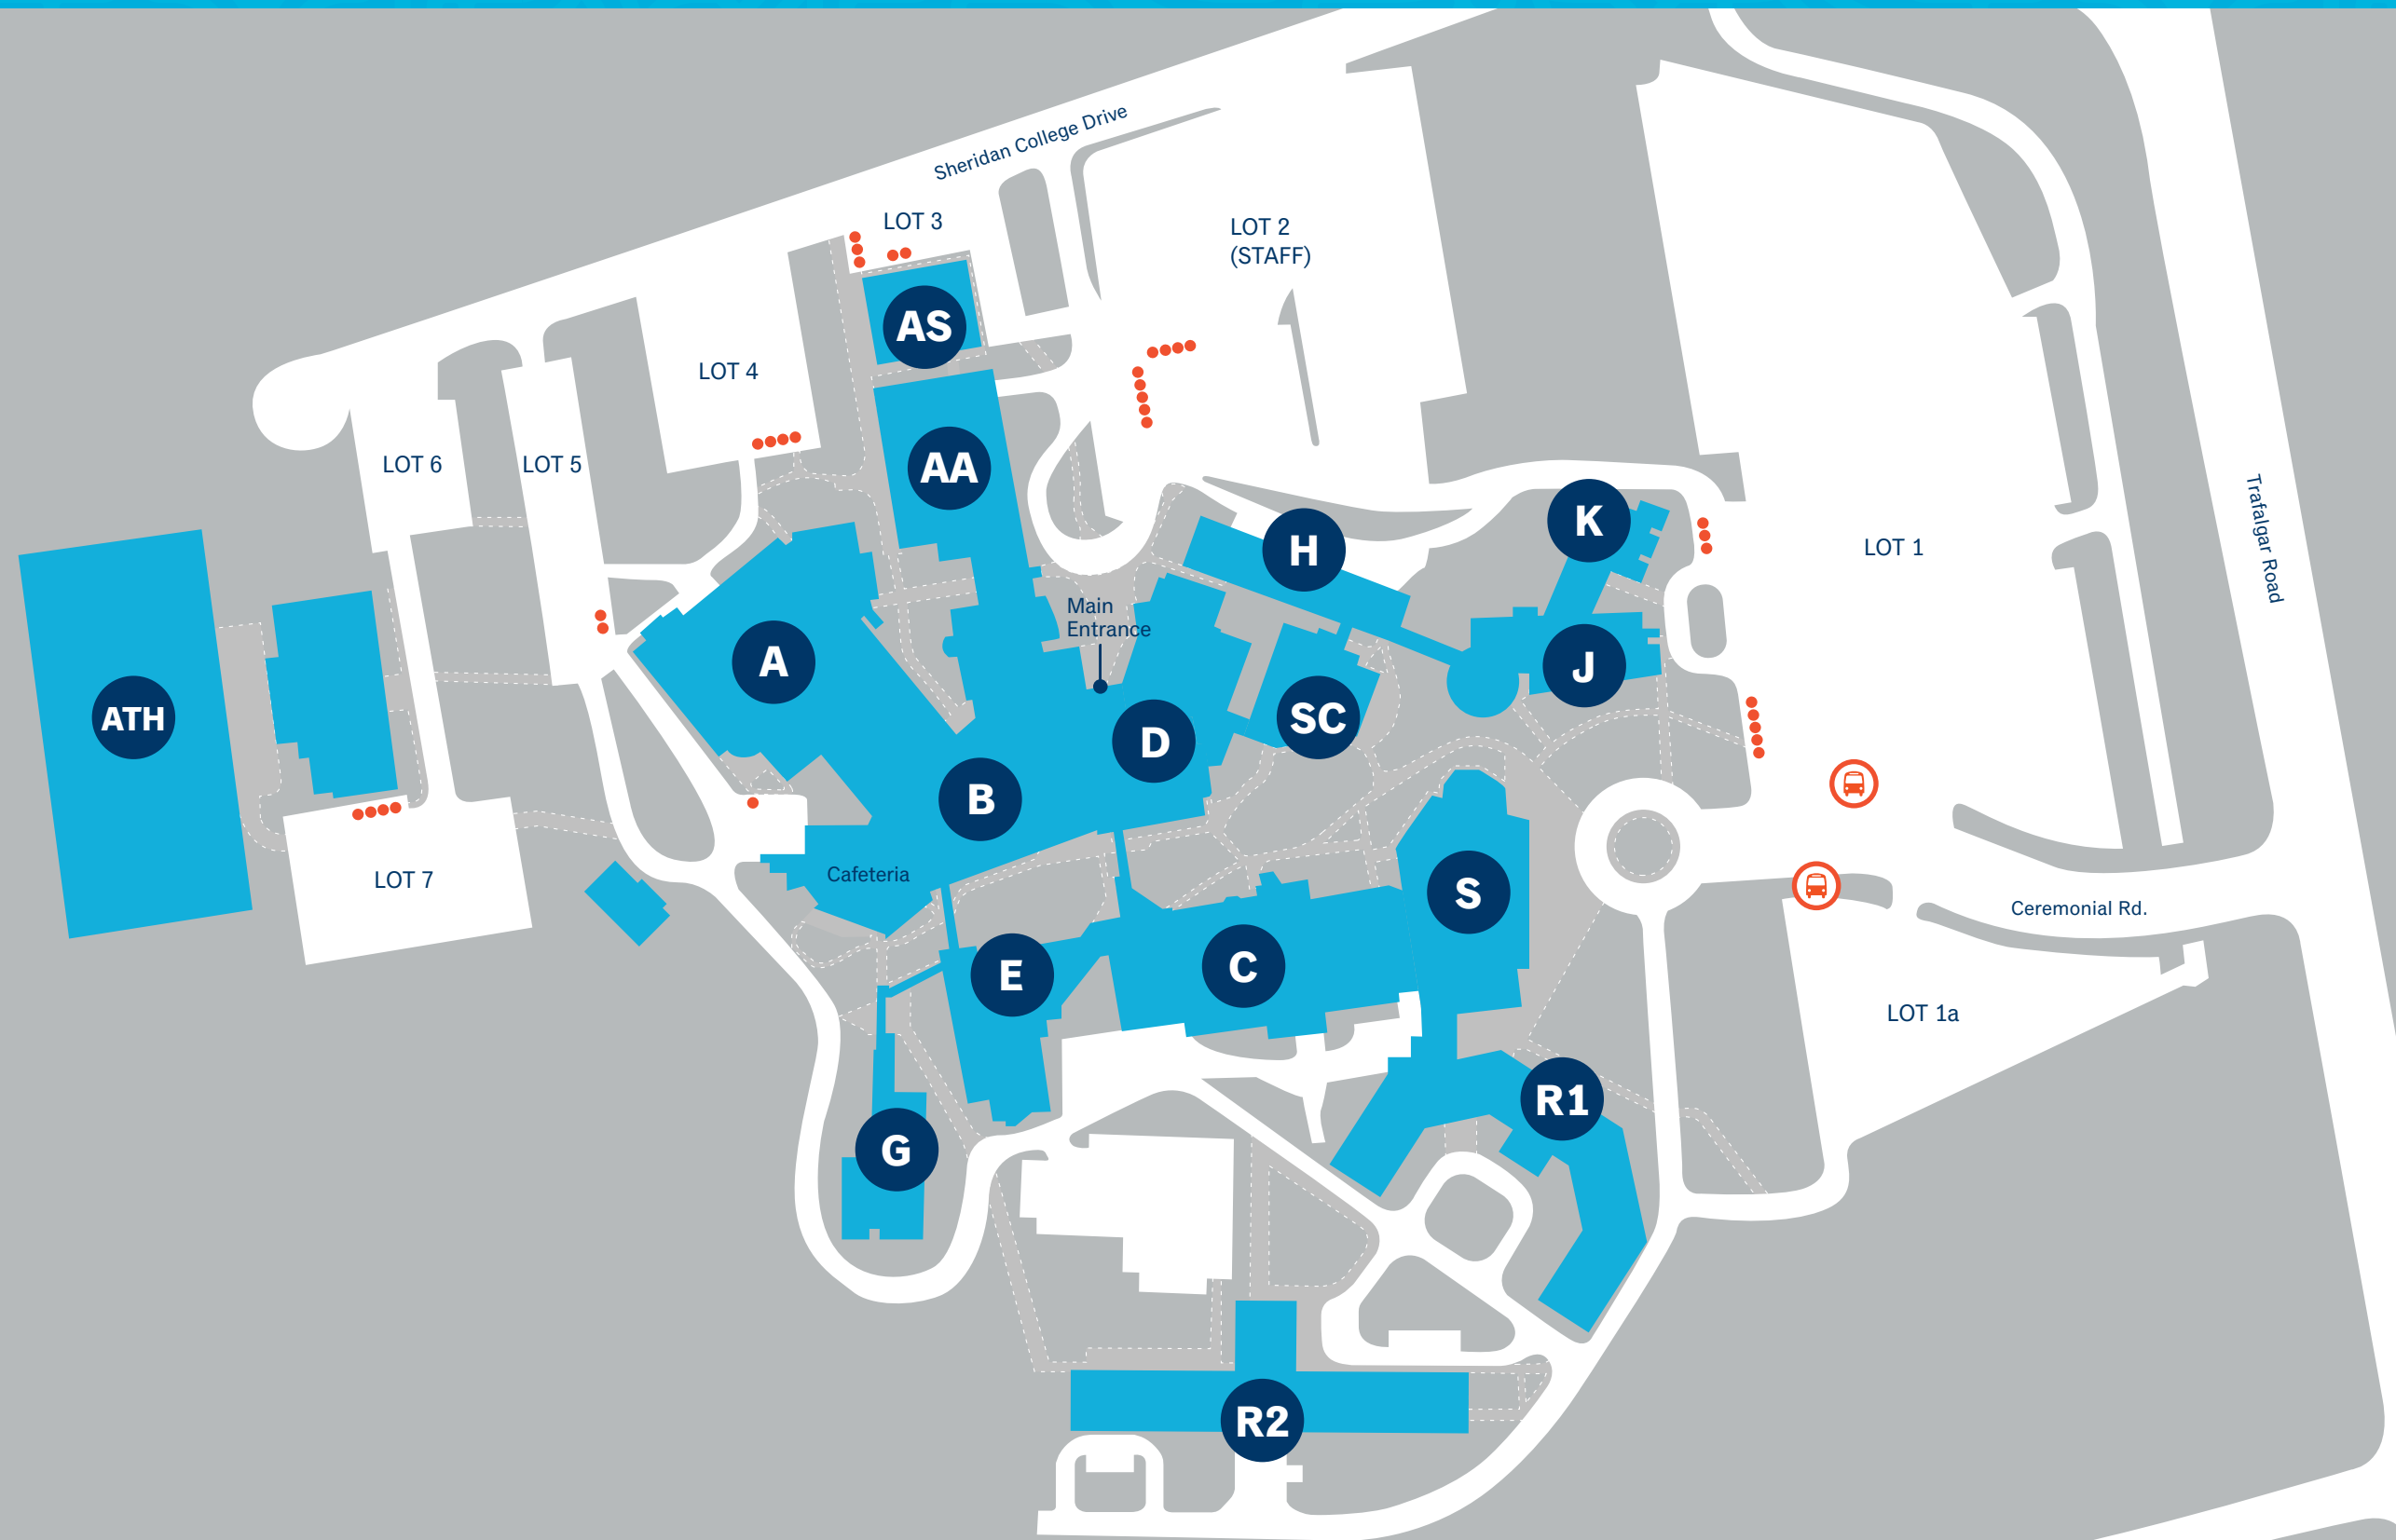 Sheridan College Drive
LOT 3
LOT 2
(STAFF)
AS
LOT 4
LOT 6
LOT 5
AA
K
H
LOT 1
Trafalgar Road
Main
Entrance
A
J
ATH
SC
D
B
LOT 7
Cafeteria
S
Ceremonial Rd.
E
C
LOT 1a
R1
G
R2